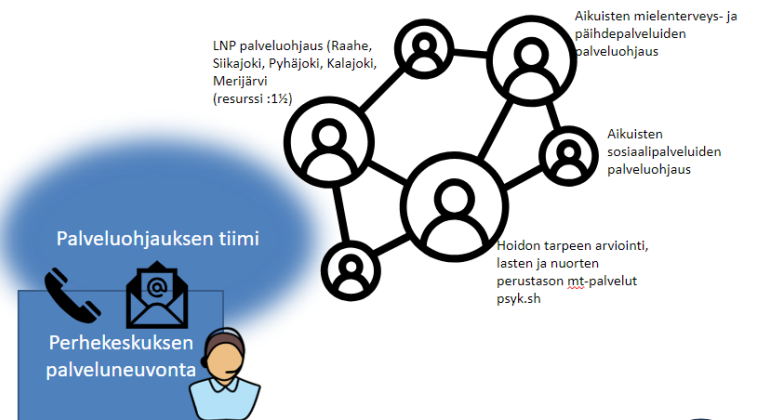 Aikuisten mielenterveys- ja
päihdepalveluiden
palveluohjaus
LNP palveluohjaus (Raahe,
Siikajoki, Pyhäjoki, Kalajoki,
Merijärvi
(resurssi :1½)
Aikuisten
sosiaalipalveluiden
palveluohjaus
Palveluohjauksen tiimi
Hoidon tarpeen arviointi,
lasten ja nuorten
perustason mt-palvelut
psyk.sh
@
Perhekeskuksen
palveluneuvonta